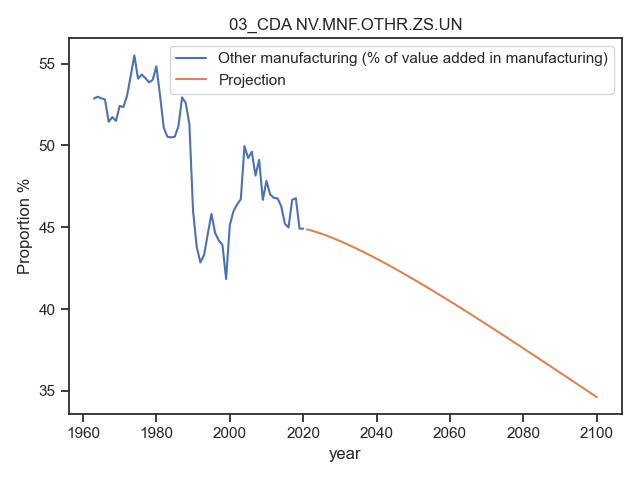 03_CDA NV.MNF.OTHR.ZS.UN
Other manufacturing (% of value added in manufacturing)
Projection
55
50
45
40
35
Proportion %
1960 1980 2000 2020 2040 2060 2080 2100
year